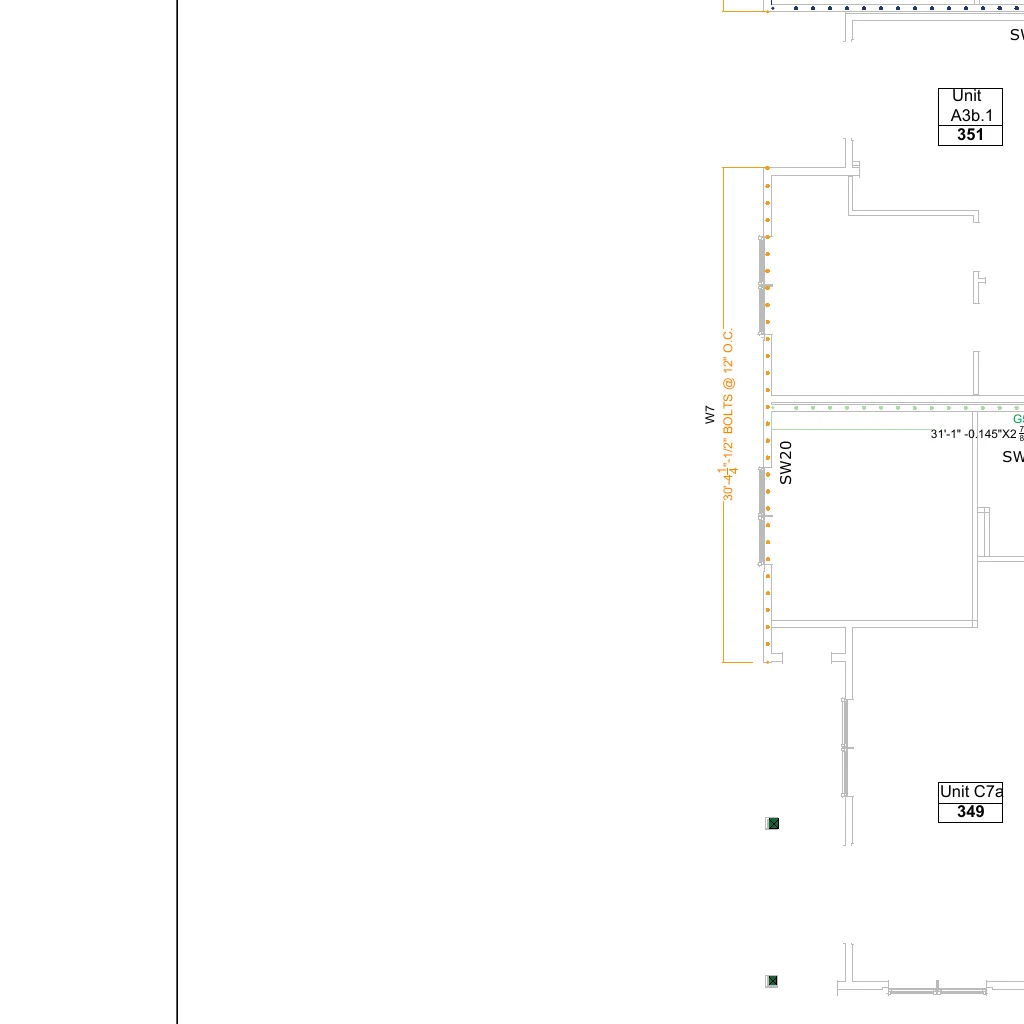 SW
Unit
A3b.1
351
W7
30'-4 1/4"-1/2" BOLTS @ 12" O.C.
SW20
31'-1" -0.145"X2
SW
Unit C7a
349